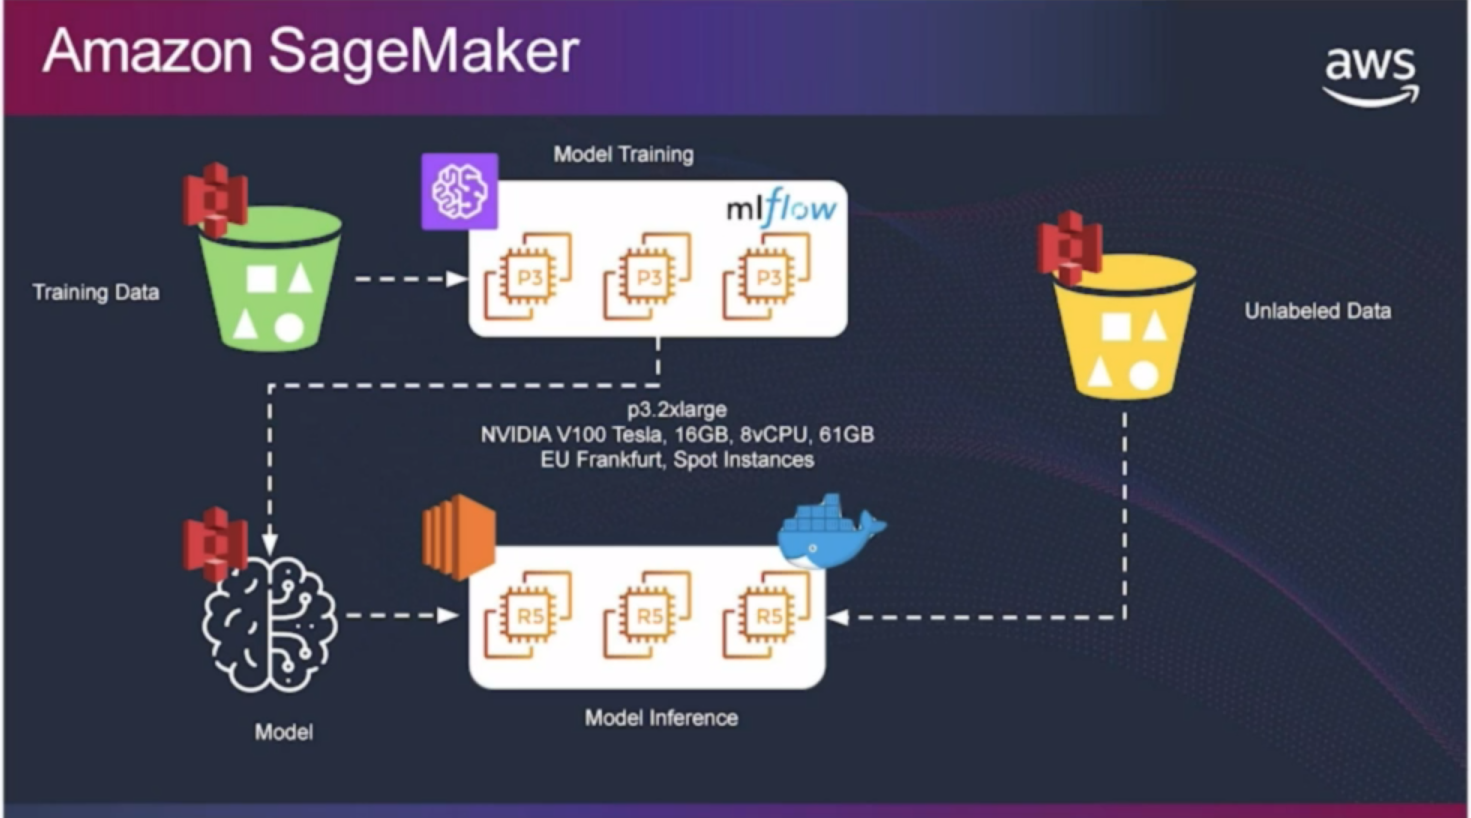 Amazon SageMaker
aws
Model Training
mlflow
P3 P3 P3
Training Data
Unlabeled Data
p3.2xlarge
NVIDIA V100 Tesla, 16GB, 8vCPU, 61GB
EU Frankfurt, Spot Instances
R5 R5 R5
Model Inference
Model